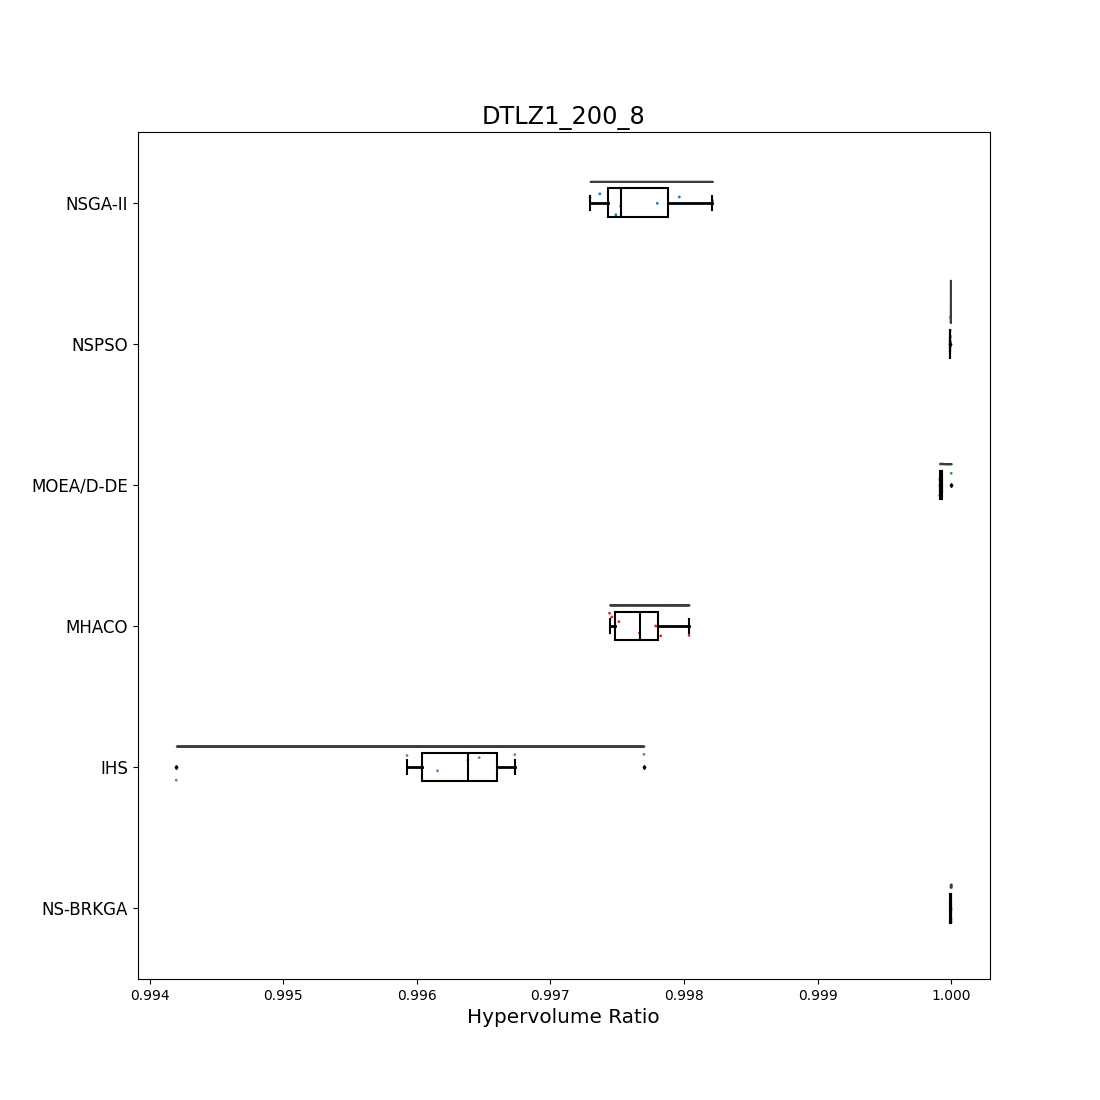 DTLZ1_200_8
NSGA-II
NSPSO
MOEA/D-DE
MHACO
IHS
NS-BRKGA
0.994 0.995 0.996 0.997 0.998 0.999 1.000
Hypervolume Ratio